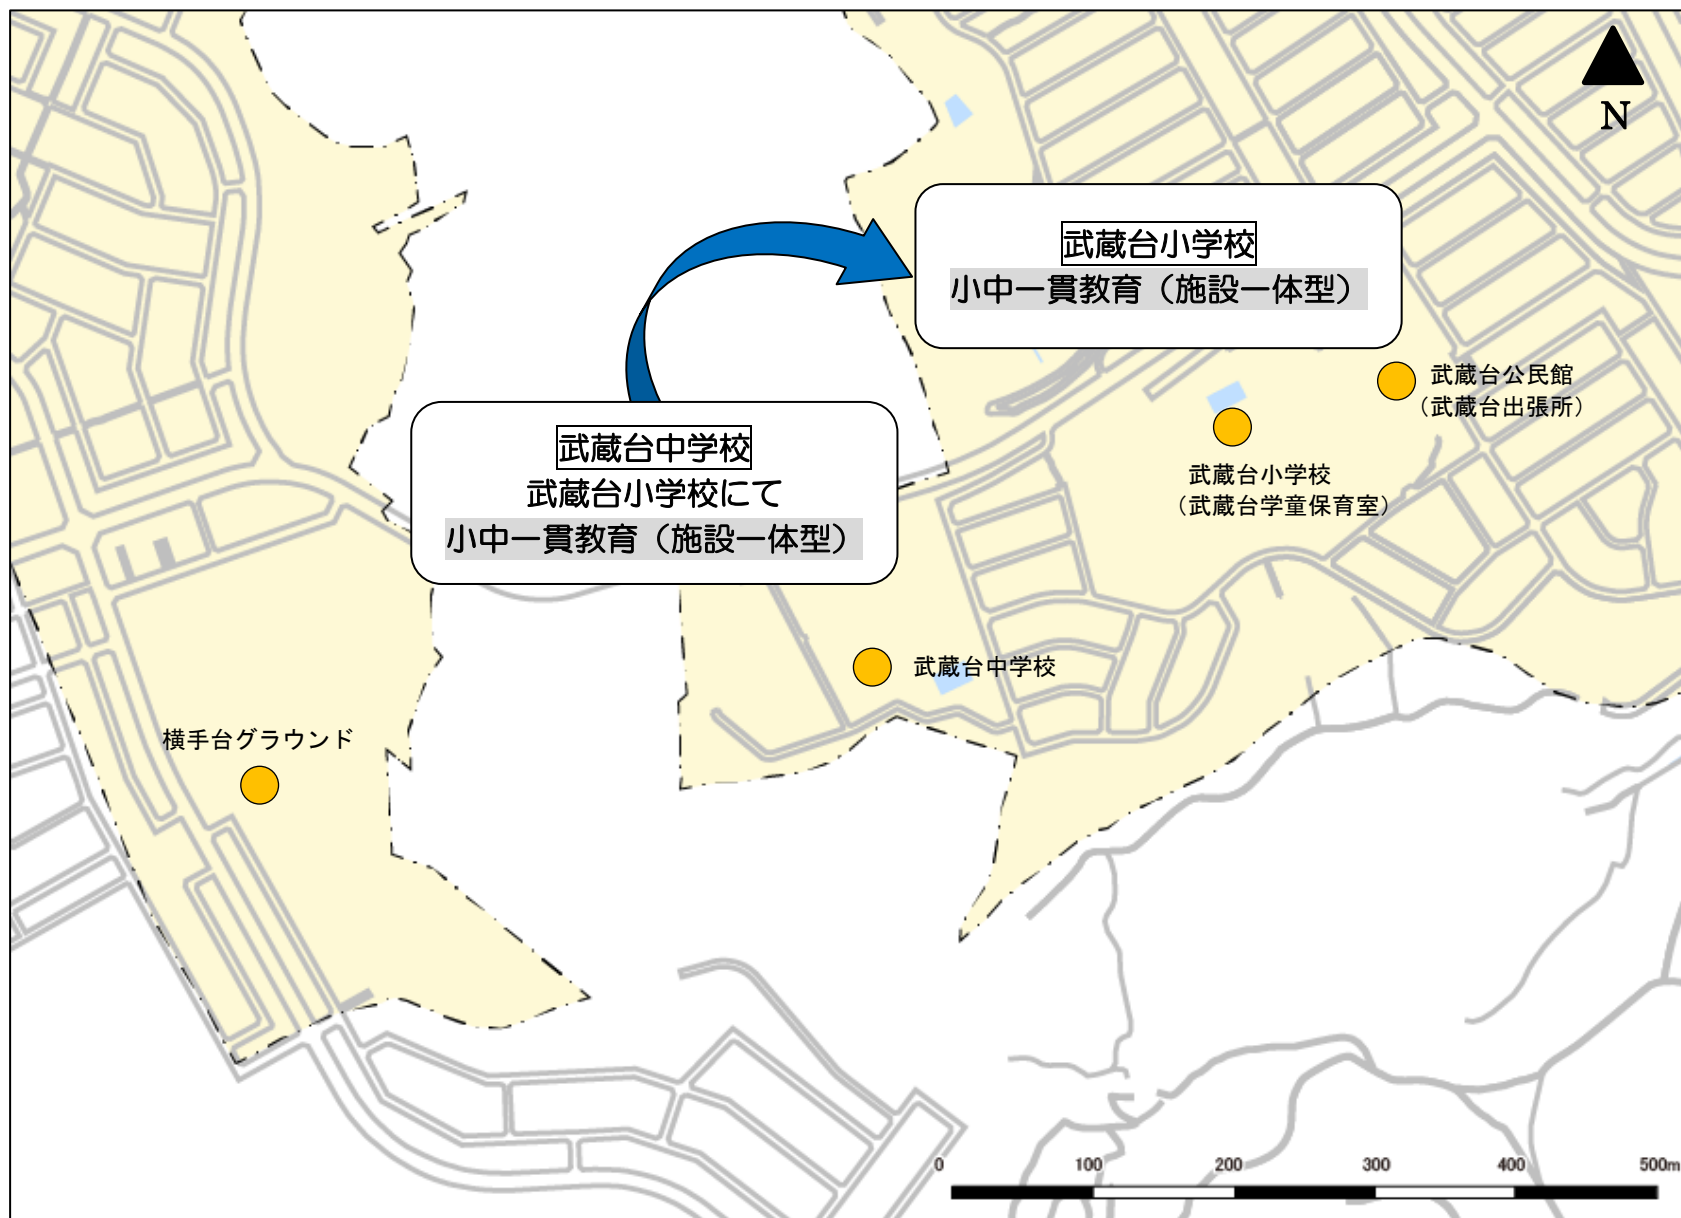 N
武蔵台小学校
小中一貫教育（施設一体型）
武蔵台公民館
（武蔵台出張所）
武蔵台中学校
武蔵台小学校にて
小中一貫教育（施設一体型）
武蔵台小学校
（武蔵台学童保育室）
武蔵台中学校
横手台グラウンド
0 100 200 300 400 500m